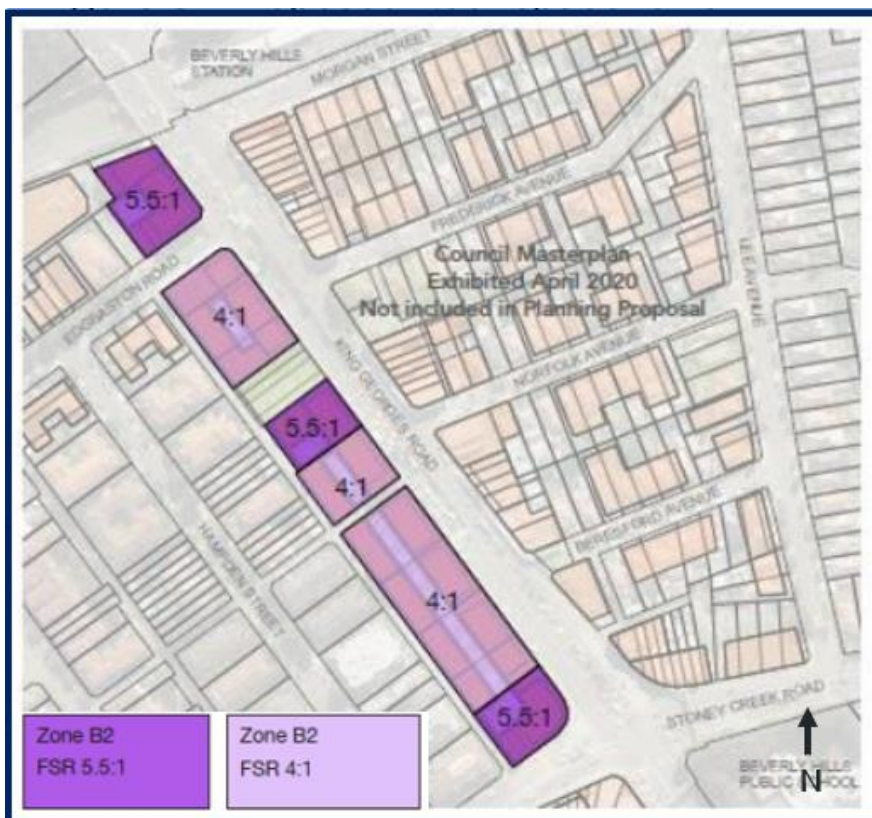 BEVERLY HILLS
STATION
MORGAN STREET
5.5:1
FREDERICK AVENUE
EDGBASTON ROAD
Council Masterplan
Exhibited April 2020
Not included in Planning Proposal
LEE AVENUE
4:1
NORFOLK AVENUE
KING GEORGES ROAD
5.5:1
4:1
BERESFORD AVENUE
HAMPDEN STREET
4:1
5.5:1
STONEY CREEK ROAD
Zone B2
FSR 5.5:1
Zone B2
FSR 4:1
BEVERLY HILLS
PUBLIC SCHOOL
N